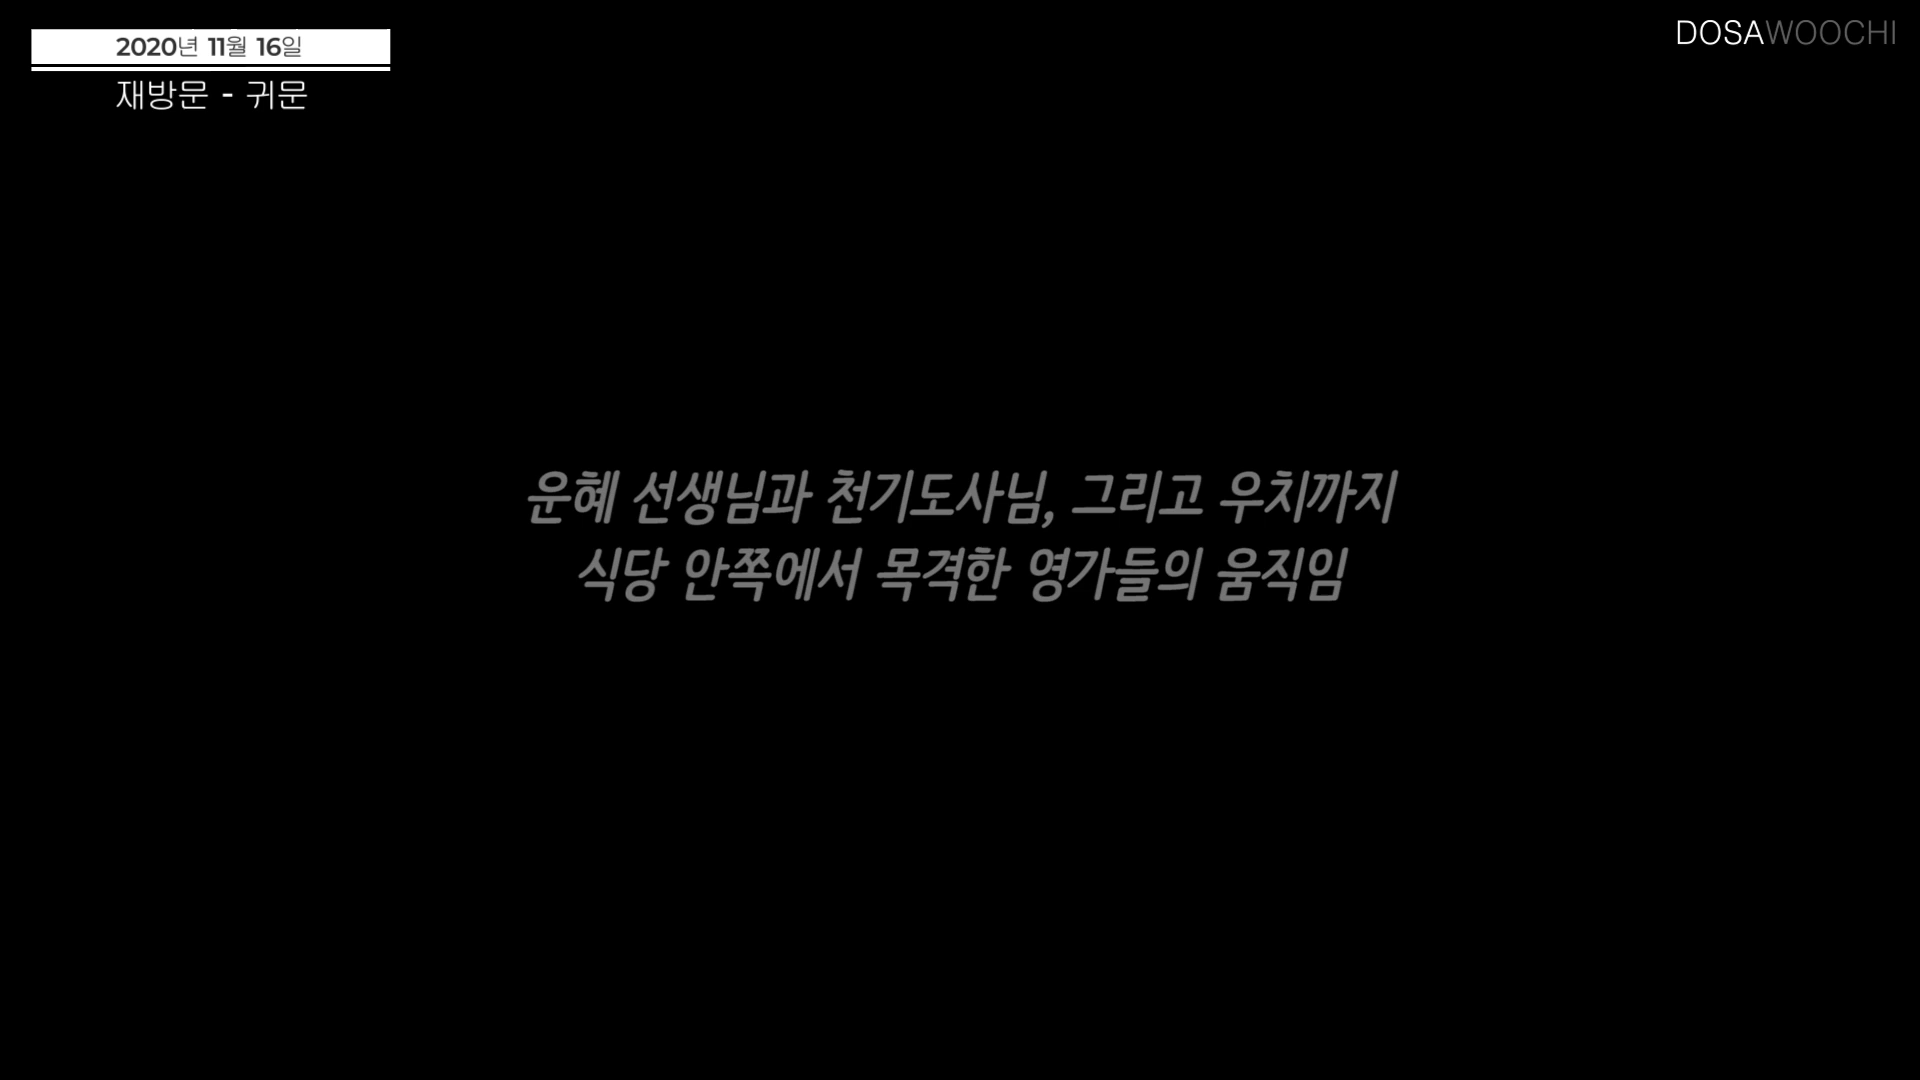 2020년 11월 16일
재방문 - 귀문
DOSAWOOCHI
운혜 선생님과 천기도사님, 그리고 우치까지
식당 안쪽에서 목격한 영가들의 움직임